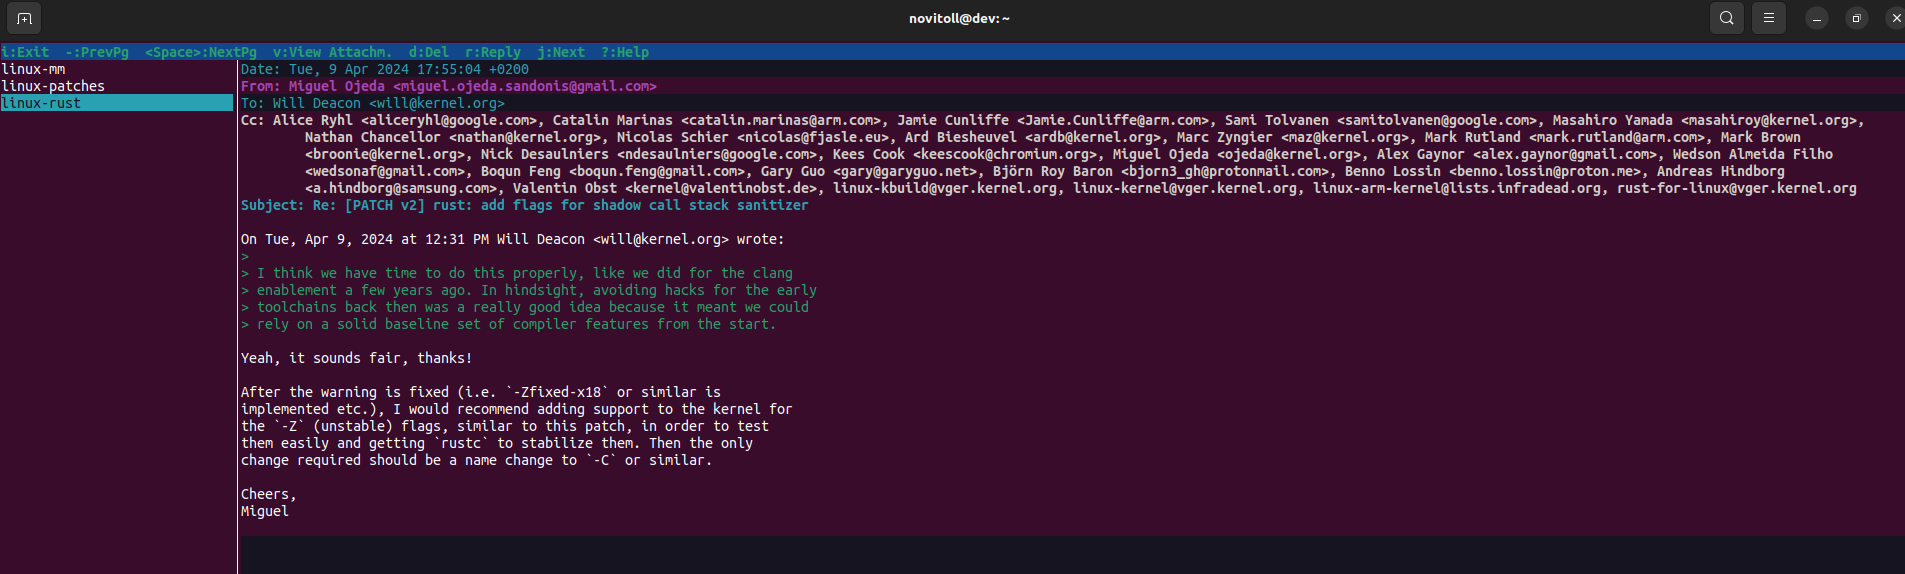 novitoll@dev:~
i:Exit  -:PrevPg  <Space>:NextPg  v:View Attachm.  d:Del  r:Reply  j:Next  ?:Help
linux-mm
linux-patches
linux-rust
Date: Tue, 9 Apr 2024 17:55:04 +0200
From: Miguel Ojeda <miguel.ojeda.sandonis@gmail.com>
To: Will Deacon <will@kernel.org>
Cc: Alice Ryhl <aliceryhl@google.com>, Catalin Marinas <catalin.marinas@arm.com>, Jamie Cunliffe <Jamie.Cunliffe@arm.com>, Sami Tolvanen <samitolvanen@google.com>, Masahiro Yamada <masahiroy@kernel.org>,
Nathan Chancellor <nathan@kernel.org>, Nicolas Schier <nicolas@fjasle.eu>, Ard Biesheuvel <ardb@kernel.org>, Marc Zyngier <maz@kernel.org>, Mark Rutland <mark.rutland@arm.com>, Mark Brown
<broonie@kernel.org>, Nick Desaulniers <ndesaulniers@google.com>, Kees Cook <keescook@chromium.org>, Miguel Ojeda <ojeda@kernel.org>, Alex Gaynor <alex.gaynor@gmail.com>, Wedson Almeida Filho
<wedsonaf@gmail.com>, Boqun Feng <boqun.feng@gmail.com>, Gary Guo <gary@garyguo.net>, Björn Roy Baron <bjorn3_gh@protonmail.com>, Benno Lossin <benno.lossin@proton.me>, Andreas Hindborg
<a.hindborg@samsung.com>, Valentin Obst <kernel@valentinobst.de>, linux-kbuild@vger.kernel.org, linux-kernel@vger.kernel.org, linux-arm-kernel@lists.infradead.org, rust-for-linux@vger.kernel.org
Subject: Re: [PATCH v2] rust: add flags for shadow call stack sanitizer
On Tue, Apr 9, 2024 at 12:31 PM Will Deacon <will@kernel.org> wrote:
>
> I think we have time to do this properly, like we did for the clang
> enablement a few years ago. In hindsight, avoiding hacks for the early
> toolchains back then was a really good idea because it meant we could
> rely on a solid baseline set of compiler features from the start.
Yeah, it sounds fair, thanks!
After the warning is fixed (i.e. `-Zfixed-x18` or similar is
implemented etc.), I would recommend adding support to the kernel for
the `-Z` (unstable) flags, similar to this patch, in order to test
them easily and getting `rustc` to stabilize them. Then the only
change required should be a name change to `-C` or similar.
Cheers,
Miguel